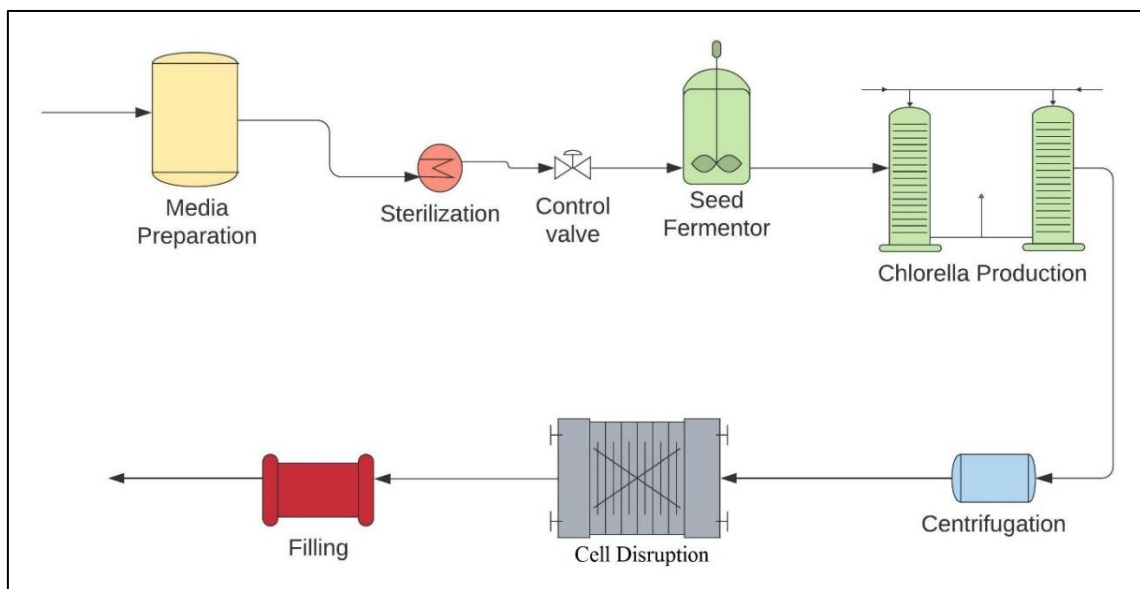 Media
Preparation
Sterilization
Control
valve
Seed
Fermentor
Chlorella Production
Filling
Cell Disruption
Centrifugation